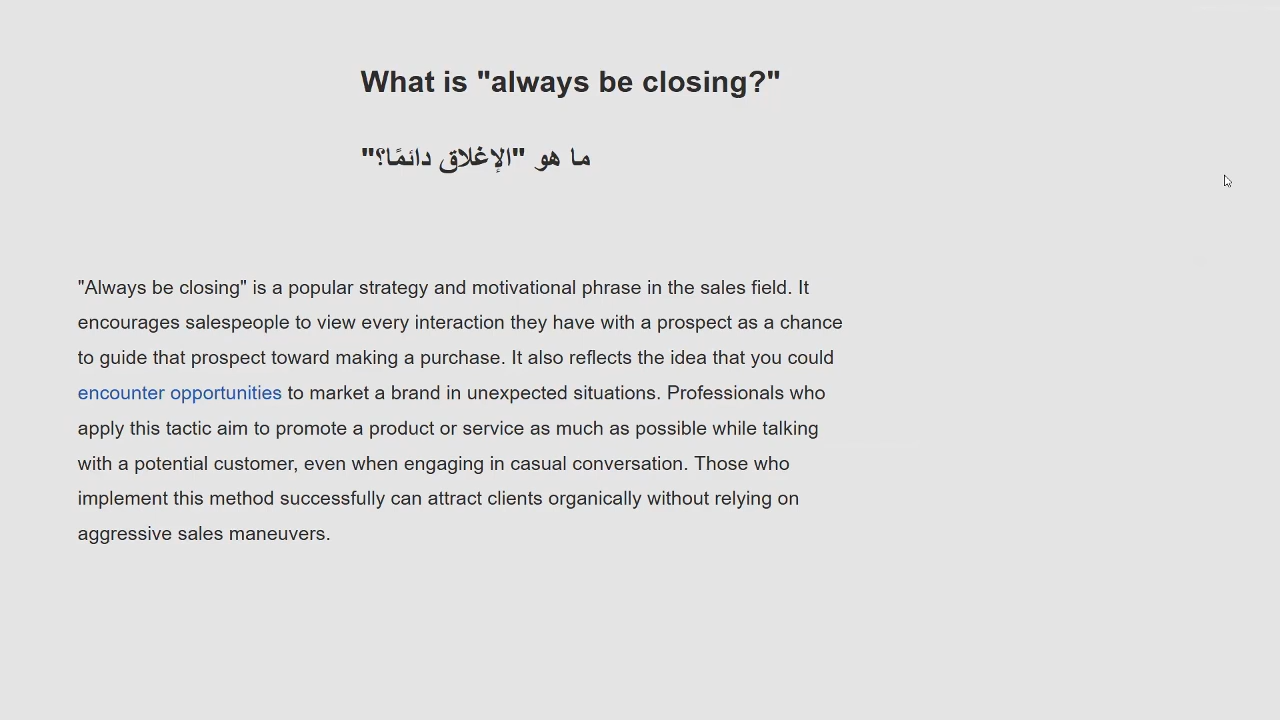 What is "always be closing?"
ما هو "الإغلاق دائمًا؟"
"Always be closing" is a popular strategy and motivational phrase in the sales field. It
encourages salespeople to view every interaction they have with a prospect as a chance
to guide that prospect toward making a purchase. It also reflects the idea that you could
encounter opportunities to market a brand in unexpected situations. Professionals who
apply this tactic aim to promote a product or service as much as possible while talking
with a potential customer, even when engaging in casual conversation. Those who
implement this method successfully can attract clients organically without relying on
aggressive sales maneuvers.